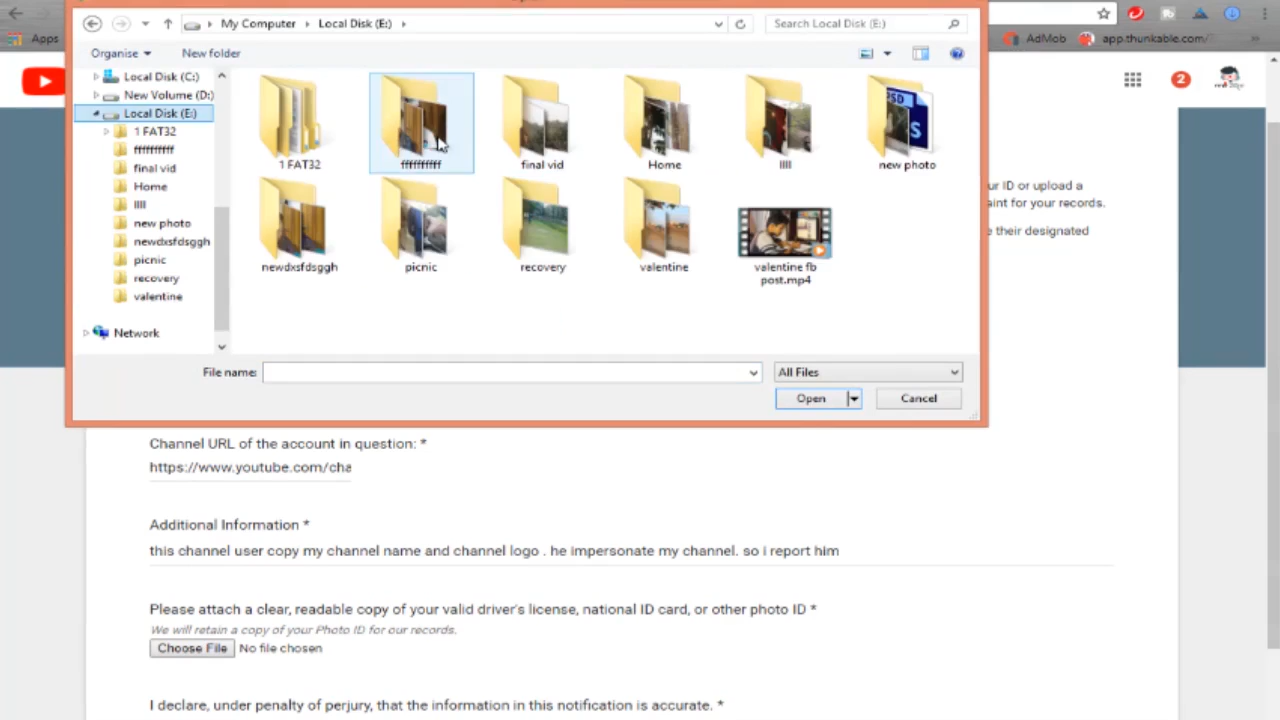 My Computer Local Disk (E:)
Search Local Disk (E:)
Organise
New folder
Apps
AdMob
app.thunkable.com/
2
Local Disk (C:)
New Volume (D:)
Local Disk (E:)
1 FAT32
ffffffffff
final vid
Home
llll
new photo
newdxsfdsggh
picnic
recovery
valentine
Network
1 FAT32
ffffffffff
final vid
Home
llll
new photo
newdxsfdsggh
picnic
recovery
valentine
valentine fb
post.mp4
File name:
All Files
Open
Cancel
ur ID or upload a
aint for your records.
e their designated
Channel URL of the account in question: *
https://www.youtube.com/cha
Additional Information *
this channel user copy my channel name and channel logo . he impersonate my channel. so i report him
Please attach a clear, readable copy of your valid driver's license, national ID card, or other photo ID *
We will retain a copy of your Photo ID for our records.
Choose File No file chosen
I declare, under penalty of perjury, that the information in this notification is accurate. *